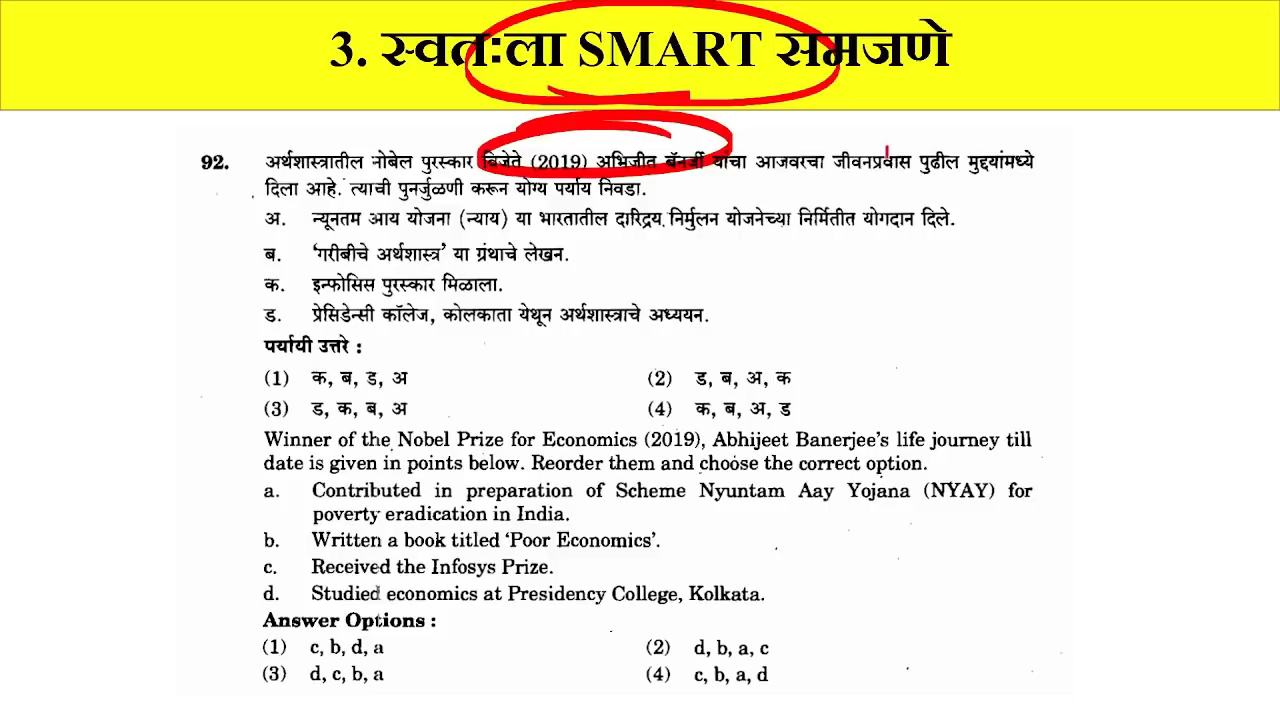 3. स्वतःला SMART समजणे
92. अर्थशास्त्रातील नोबेल पुरस्कार विजेते (2019) अभिजीत बॅनर्जी यांचा आजवरचा जीवनप्रवास पुढील मुद्दयांमध्ये
दिला आहे. त्याची पुनर्जुळणी करून योग्य पर्याय निवडा.
अ. न्यूनतम आय योजना (न्याय) या भारतातील दारिद्रय निर्मुलन योजनेच्या निर्मितीत योगदान दिले.
ब. ‘गरीबीचे अर्थशास्त्र’ या ग्रंथाचे लेखन.
क. इन्फोसिस पुरस्कार मिळाला.
ड. प्रेसिडेन्सी कॉलेज, कोलकाता येथून अर्थशास्त्राचे अध्ययन.
पर्यायी उत्तरे :
(1) क, ब, ड, अ (2) ड, ब, अ, क
(3) ड, क, ब, अ (4) क, ब, अ, ड
Winner of the Nobel Prize for Economics (2019), Abhijeet Banerjee’s life journey till
date is given in points below. Reorder them and choose the correct option.
a. Contributed in preparation of Scheme Nyuntam Aay Yojana (NYAY) for
poverty eradication in India.
b. Written a book titled ‘Poor Economics’.
c. Received the Infosys Prize.
d. Studied economics at Presidency College, Kolkata.
Answer Options :
(1) c, b, d, a (2) d, b, a, c
(3) d, c, b, a (4) c, b, a, d